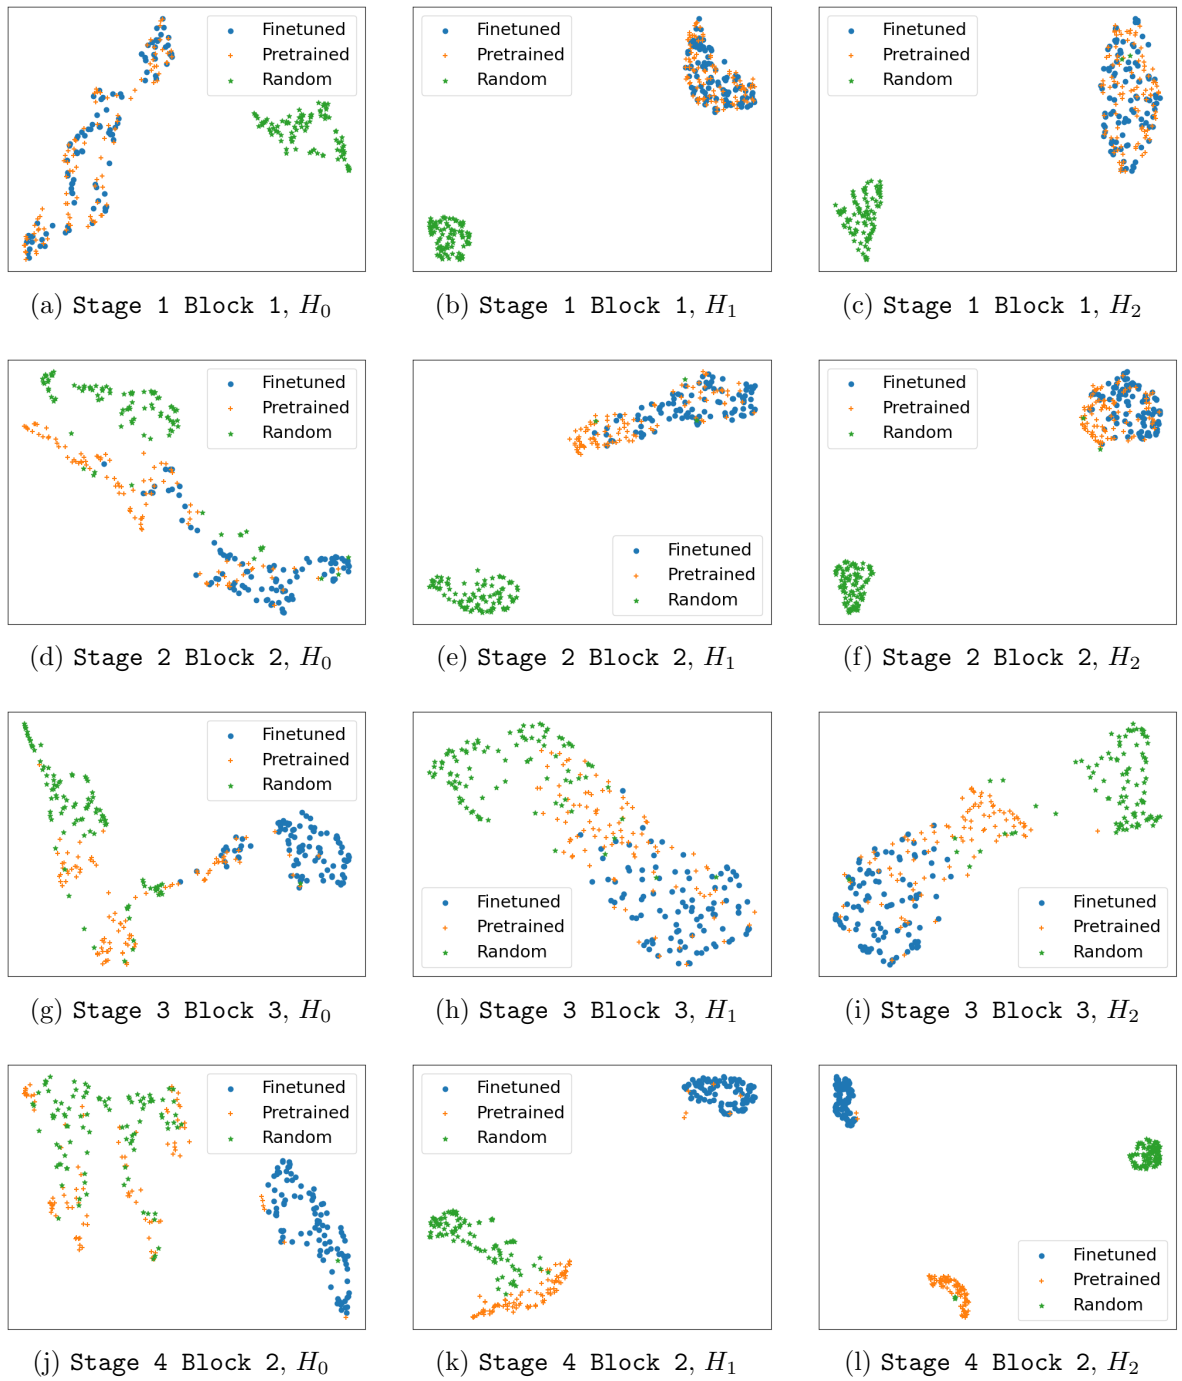 Finetuned
Pretrained
Random
(a) Stage 1 Block 1, H₀
Finetuned
Pretrained
Random
(b) Stage 1 Block 1, H₁
Finetuned
Pretrained
Random
(c) Stage 1 Block 1, H₂
Finetuned
Pretrained
Random
(d) Stage 2 Block 2, H₀
Finetuned
Pretrained
Random
(e) Stage 2 Block 2, H₁
Finetuned
Pretrained
Random
(f) Stage 2 Block 2, H₂
Finetuned
Pretrained
Random
(g) Stage 3 Block 3, H₀
Finetuned
Pretrained
Random
(h) Stage 3 Block 3, H₁
Finetuned
Pretrained
Random
(i) Stage 3 Block 3, H₂
Finetuned
Pretrained
Random
(j) Stage 4 Block 2, H₀
Finetuned
Pretrained
Random
(k) Stage 4 Block 2, H₁
Finetuned
Pretrained
Random
(l) Stage 4 Block 2, H₂